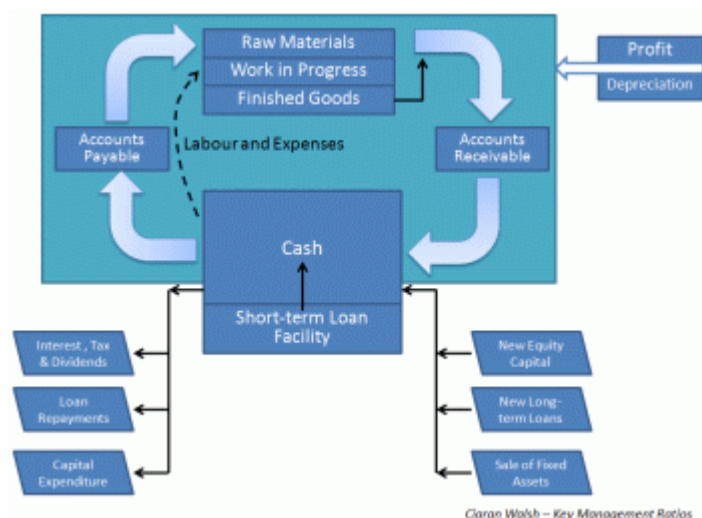 Raw Materials
Work in Progress
Finished Goods
Profit
Depreciation
Accounts
Payable
Labour and Expenses
Accounts
Receivable
Cash
Short-term Loan
Facility
Interest , Tax
& Dividends
Loan
Repayments
Capital
Expenditure
New Equity
Capital
New Long-
term Loans
Sale of Fixed
Assets
Ciaran Walsh – Key Management Ratios